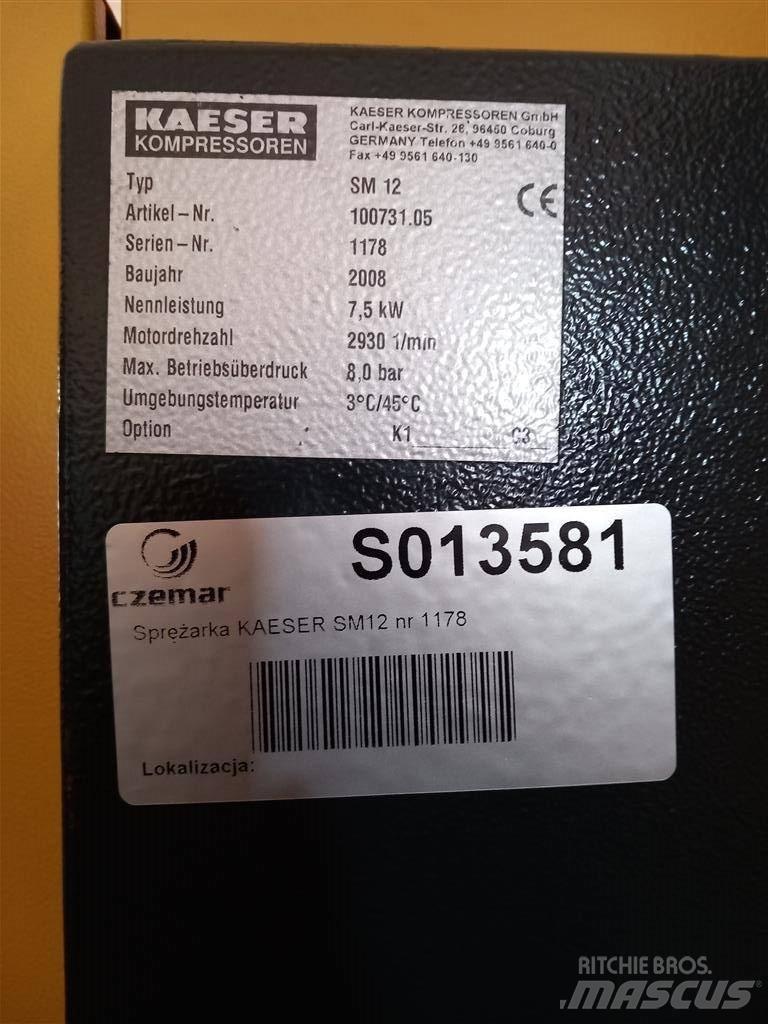 KAESER
KOMPRESSOREN
KAESER KOMPRESSOREN GmbH
Carl-Kaeser-Str. 26, 96450 Coburg
GERMANY Telefon +49 9561 640-0
Fax +49 9561 640-130
CE
Typ SM 12
Artikel-Nr. 100731.05
Serien-Nr. 1178
Baujahr 2008
Nennleistung 7,5 kW
Motordrehzahl 2930 1/min
Max. Betriebsüberdruck 8,0 bar
Umgebungstemperatur 3°C/45°C
Option K1 C3
czemar
S013581
Sprężarka KAESER SM12 nr 1178
Lokalizacja:
RITCHIE BROS.
MASCUS